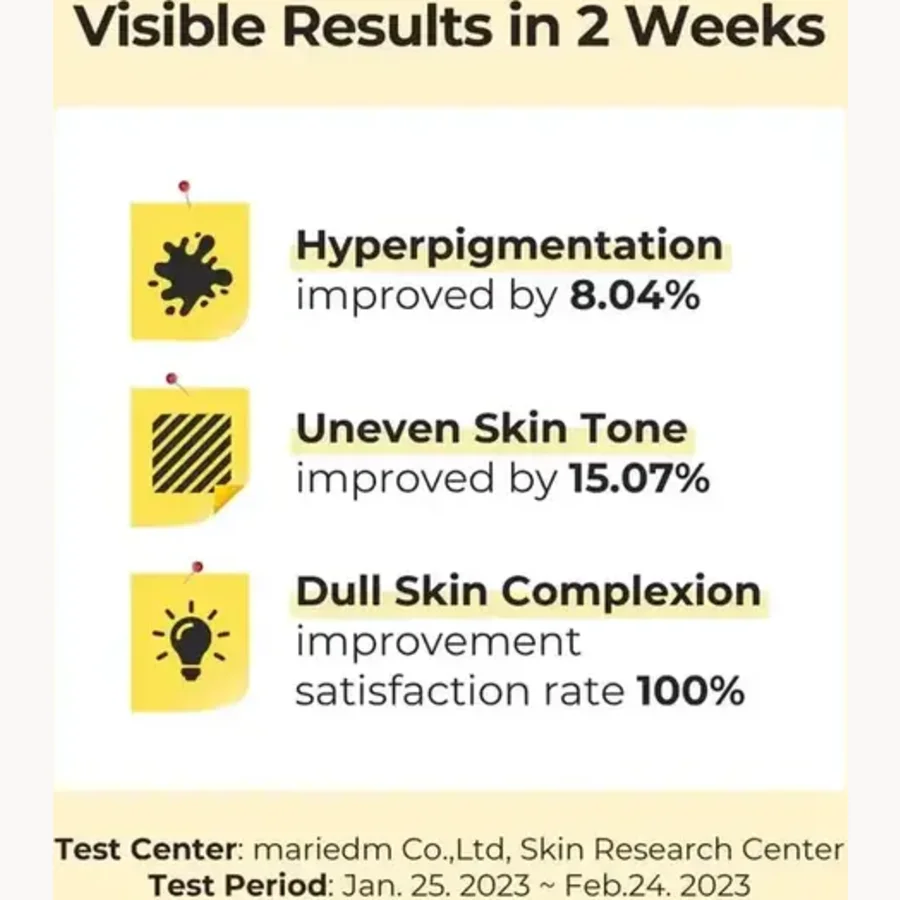 Visible Results in 2 Weeks
Hyperpigmentation
improved by 8.04%
Uneven Skin Tone
improved by 15.07%
Dull Skin Complexion
improvement
satisfaction rate 100%
Test Center: mariedm Co.,Ltd, Skin Research Center
Test Period: Jan. 25. 2023 ~ Feb.24. 2023